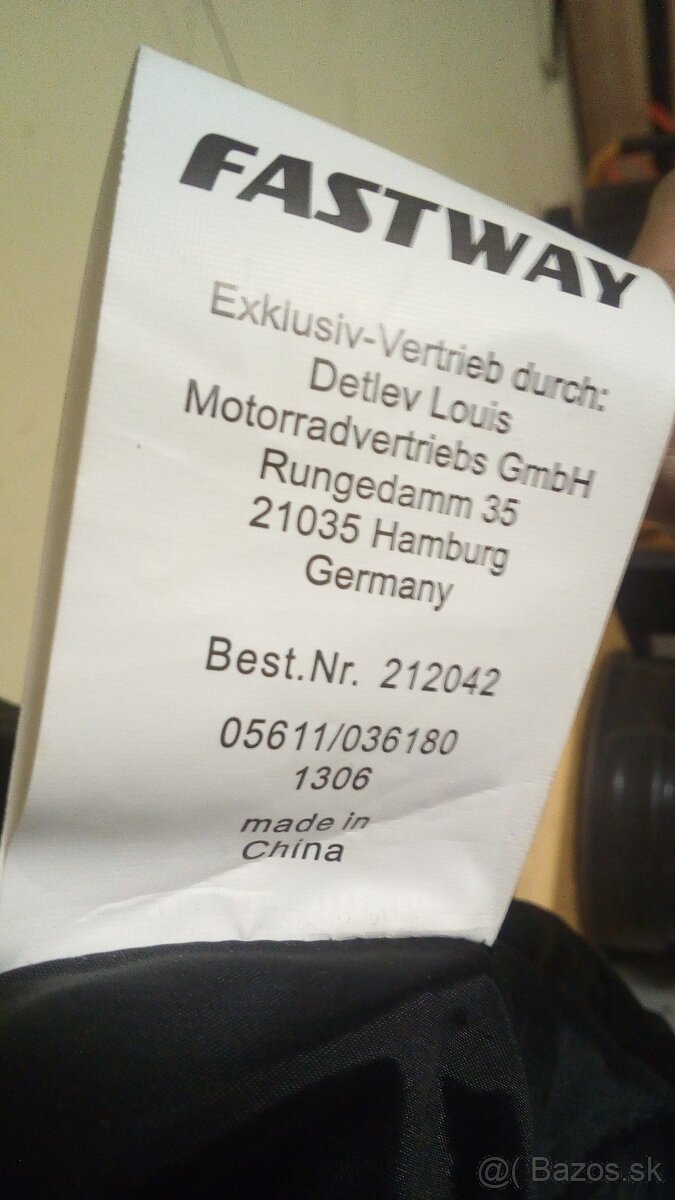 FASTWAY
Exklusiv-Vertrieb durch:
Detlev Louis
Motorradvertriebs GmbH
Rungedamm 35
21035 Hamburg
Germany
Best.Nr. 212042
05611/036180
1306
made in
China
@( Bazos.sk